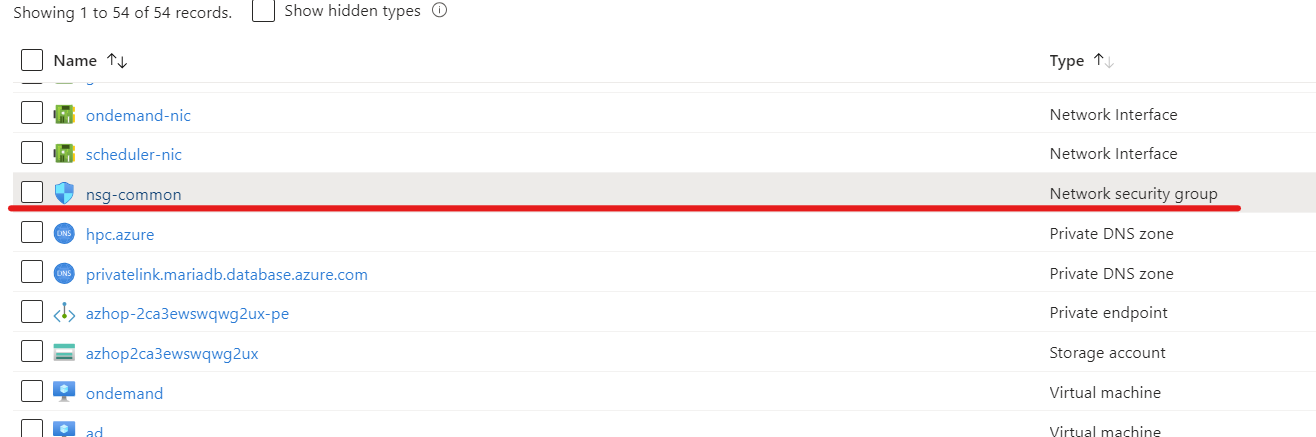 Showing 1 to 54 of 54 records. Show hidden types
Name Type
ondemand-nic Network Interface
scheduler-nic Network Interface
nsg-common Network security group
DNS hpc.azure Private DNS zone
DNS privatelink.mariadb.database.azure.com Private DNS zone
azhop-2ca3ewswqwg2ux-pe Private endpoint
azhop2ca3ewswqwg2ux Storage account
ondemand Virtual machine
ad Virtual machine